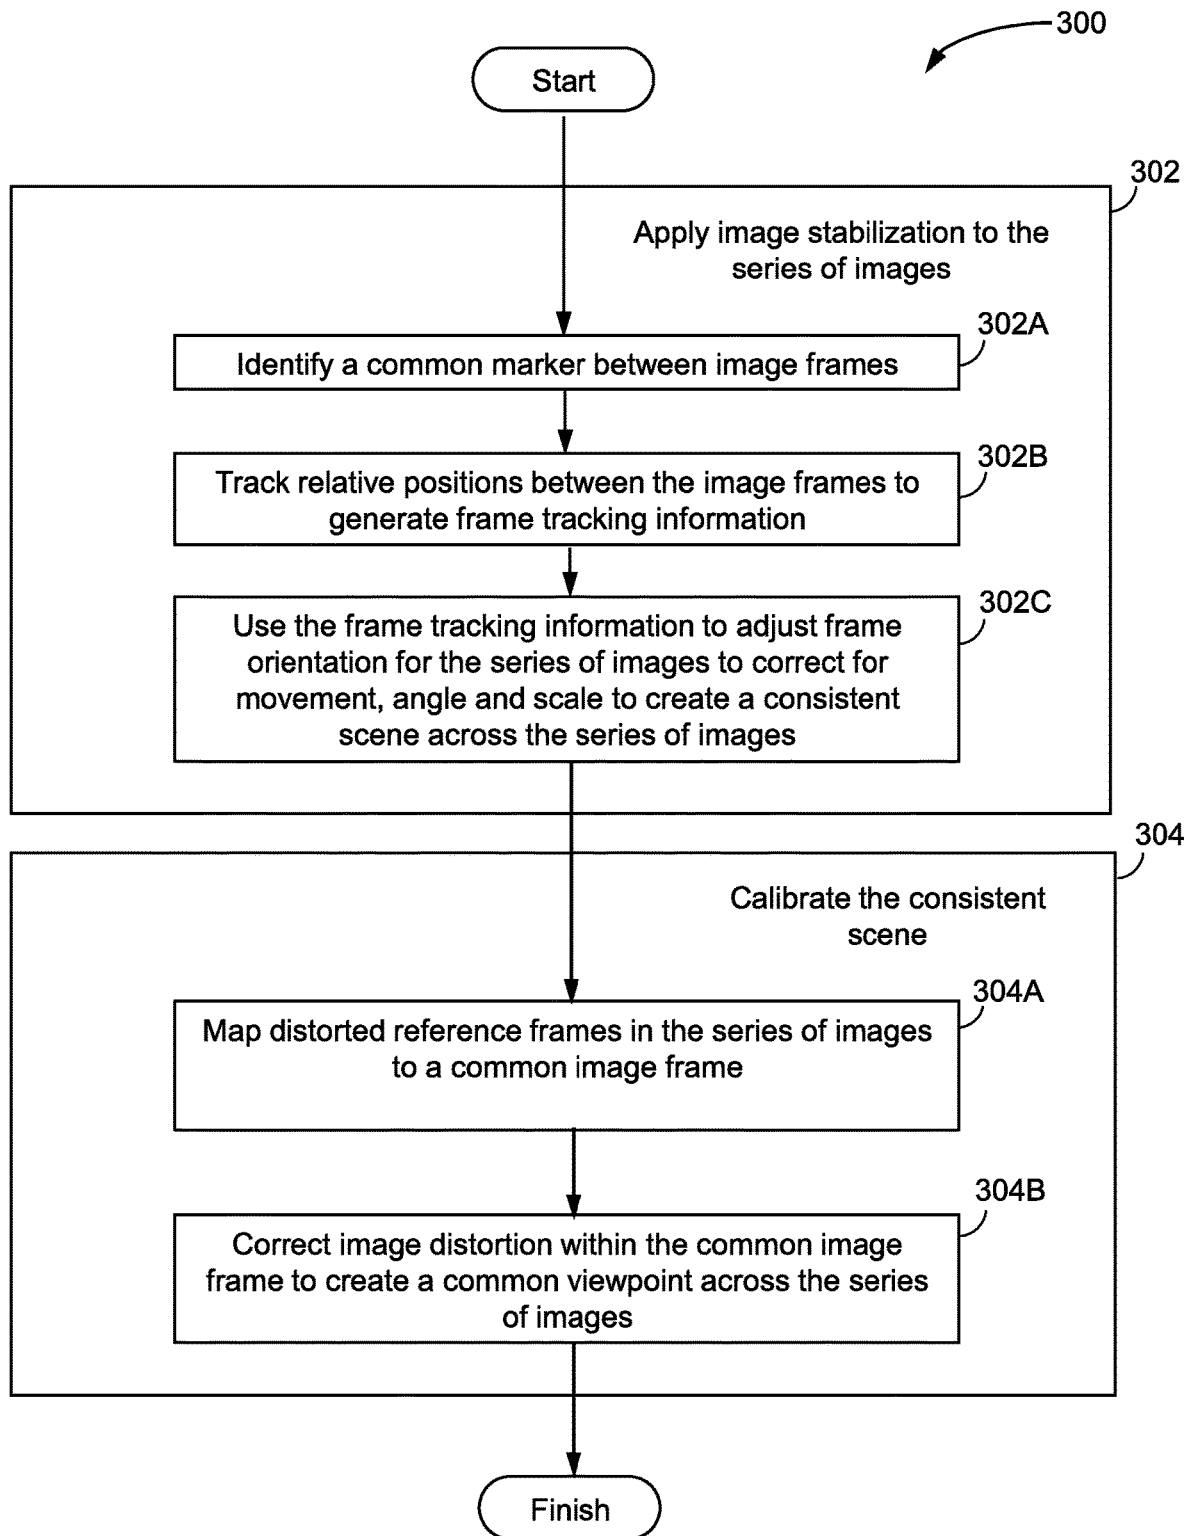 300
Start
302
Apply image stabilization to the
series of images
302A
Identify a common marker between image frames
302B
Track relative positions between the image frames to
generate frame tracking information
302C
Use the frame tracking information to adjust frame
orientation for the series of images to correct for
movement, angle and scale to create a consistent
scene across the series of images
304
Calibrate the consistent
scene
304A
Map distorted reference frames in the series of images
to a common image frame
304B
Correct image distortion within the common image
frame to create a common viewpoint across the series
of images
Finish